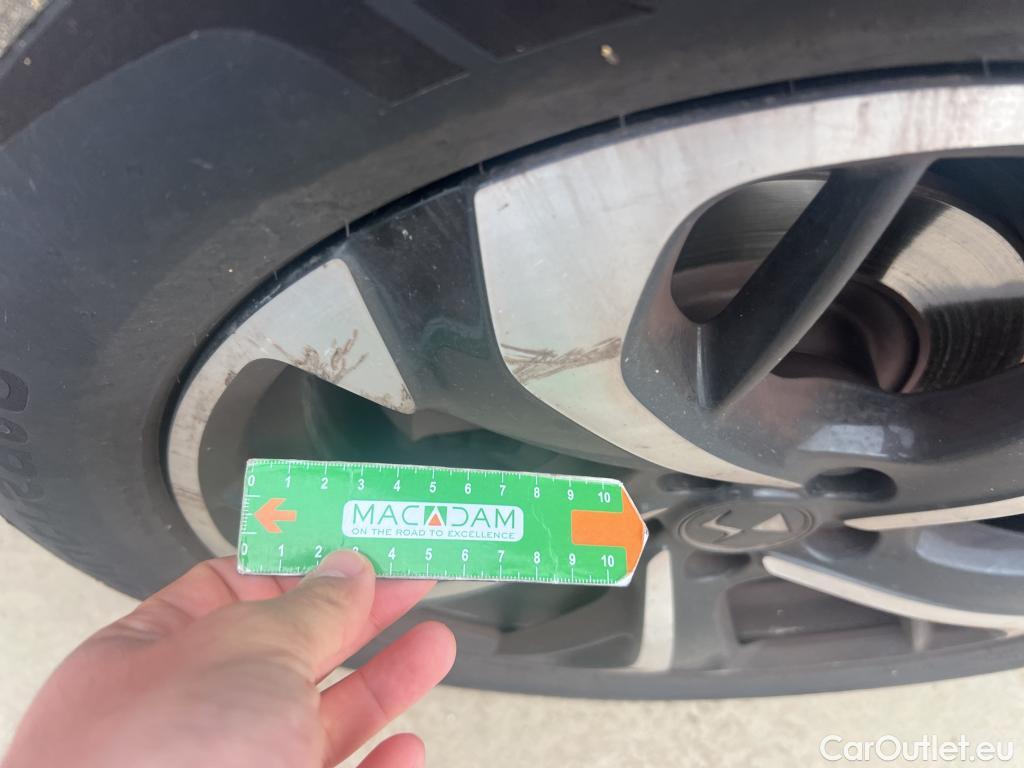 0 1 2 3 4 5 6 7 8 9 10
MACADAM
ON THE ROAD TO EXCELLENCE
0 1 2 3 4 5 6 7 8 9 10
CarOutlet.eu